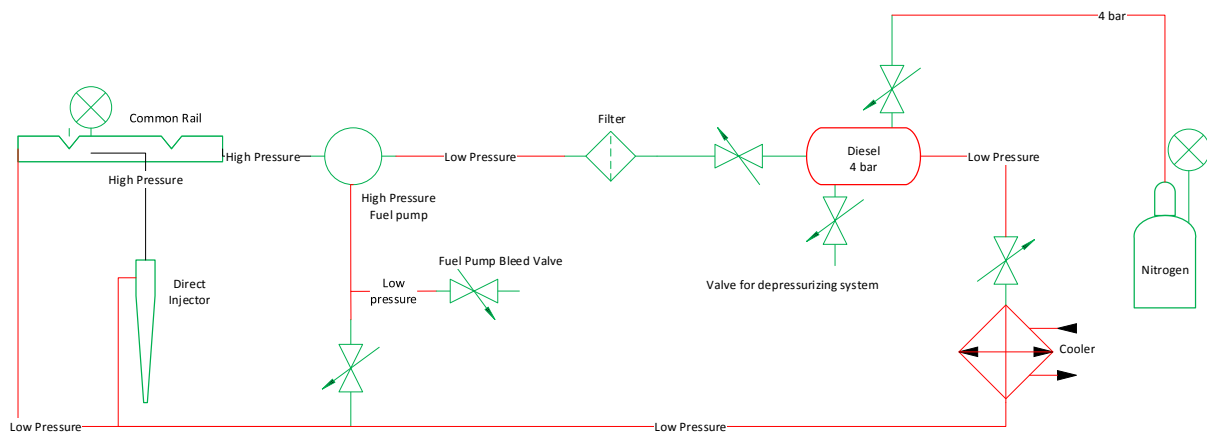 4 bar
Common Rail
Filter
High Pressure
Low Pressure
Diesel
4 bar
Low Pressure
High Pressure
High Pressure
Fuel pump
Fuel Pump Bleed Valve
Nitrogen
Direct
Injector
Low
pressure
Valve for depressurizing system
Cooler
Low Pressure
Low Pressure